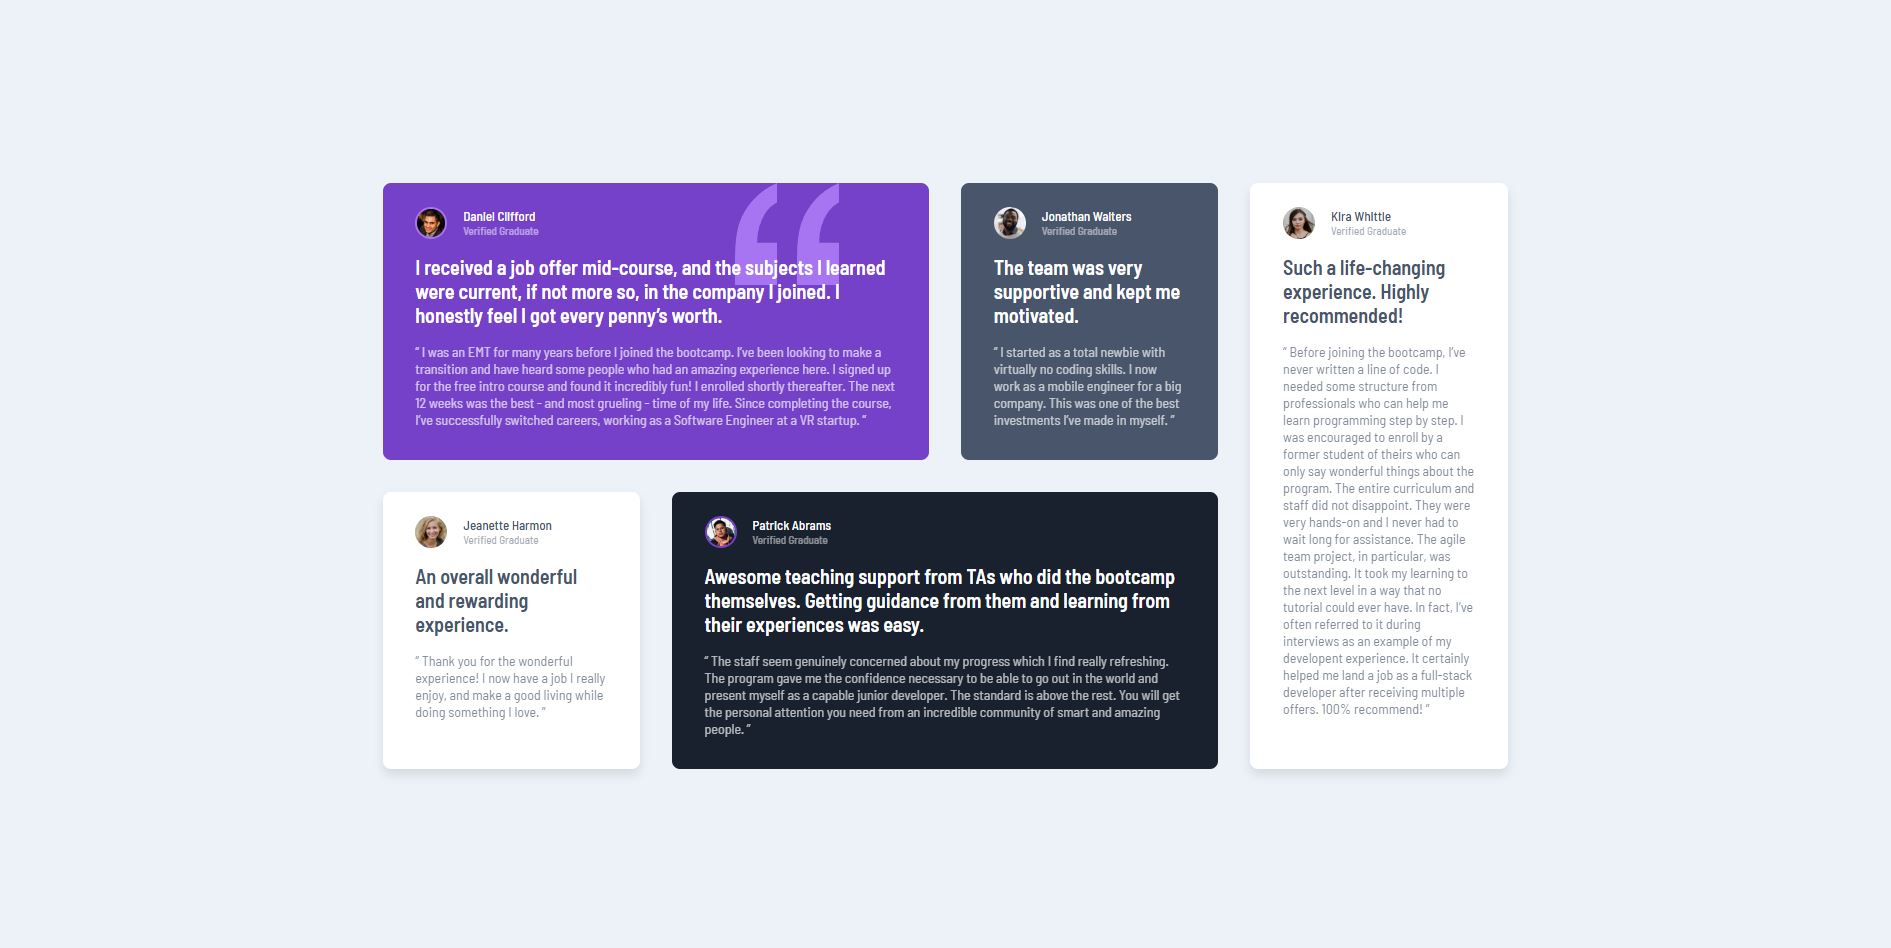 Daniel Clifford
Verified Graduate
I received a job offer mid-course, and the subjects I learned
were current, if not more so, in the company I joined. I
honestly feel I got every penny’s worth.
“ I was an EMT for many years before I joined the bootcamp. I’ve been looking to make a
transition and have heard some people who had an amazing experience here. I signed up
for the free intro course and found it incredibly fun! I enrolled shortly thereafter. The next
12 weeks was the best - and most grueling - time of my life. Since completing the course,
I’ve successfully switched careers, working as a Software Engineer at a VR startup. ”
Jonathan Walters
Verified Graduate
The team was very
supportive and kept me
motivated.
“ I started as a total newbie with
virtually no coding skills. I now
work as a mobile engineer for a big
company. This was one of the best
investments I’ve made in myself. ”
Kira Whittle
Verified Graduate
Such a life-changing
experience. Highly
recommended!
“ Before joining the bootcamp, I’ve
never written a line of code. I
needed some structure from
professionals who can help me
learn programming step by step. I
was encouraged to enroll by a
former student of theirs who can
only say wonderful things about the
program. The entire curriculum and
staff did not disappoint. They were
very hands-on and I never had to
wait long for assistance. The agile
team project, in particular, was
outstanding. It took my learning to
the next level in a way that no
tutorial could ever have. In fact, I’ve
often referred to it during
interviews as an example of my
developent experience. It certainly
helped me land a job as a full-stack
developer after receiving multiple
offers. 100% recommend! ”
Jeanette Harmon
Verified Graduate
An overall wonderful
and rewarding
experience.
“ Thank you for the wonderful
experience! I now have a job I really
enjoy, and make a good living while
doing something I love. ”
Patrick Abrams
Verified Graduate
Awesome teaching support from TAs who did the bootcamp
themselves. Getting guidance from them and learning from
their experiences was easy.
“ The staff seem genuinely concerned about my progress which I find really refreshing.
The program gave me the confidence necessary to be able to go out in the world and
present myself as a capable junior developer. The standard is above the rest. You will get
the personal attention you need from an incredible community of smart and amazing
people. ”